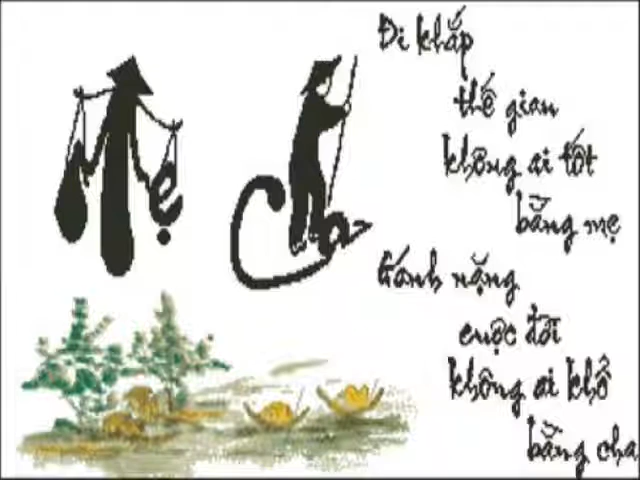 Mẹ
Cha
Đi khắp
thế gian
không ai tốt
bằng mẹ
Gánh nặng
cuộc đời
không ai khổ
bằng cha